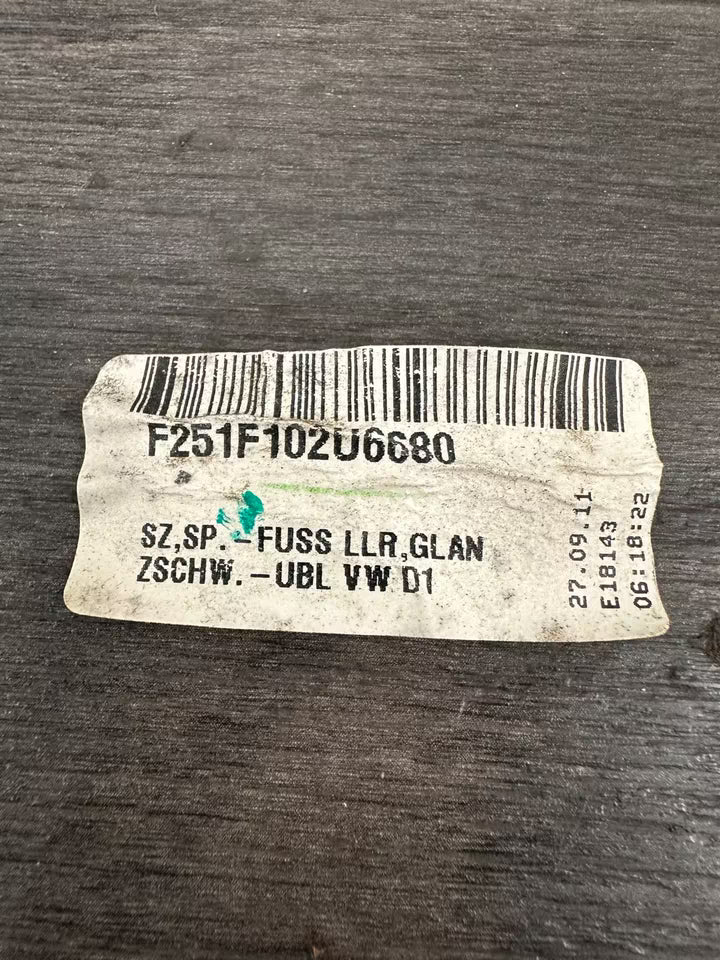 F251F102U6680
SZ,SP.-FUSS LLR,GLAN
ZSCHW.-UBL VW D1
27.09.11
E18143
06:18:22